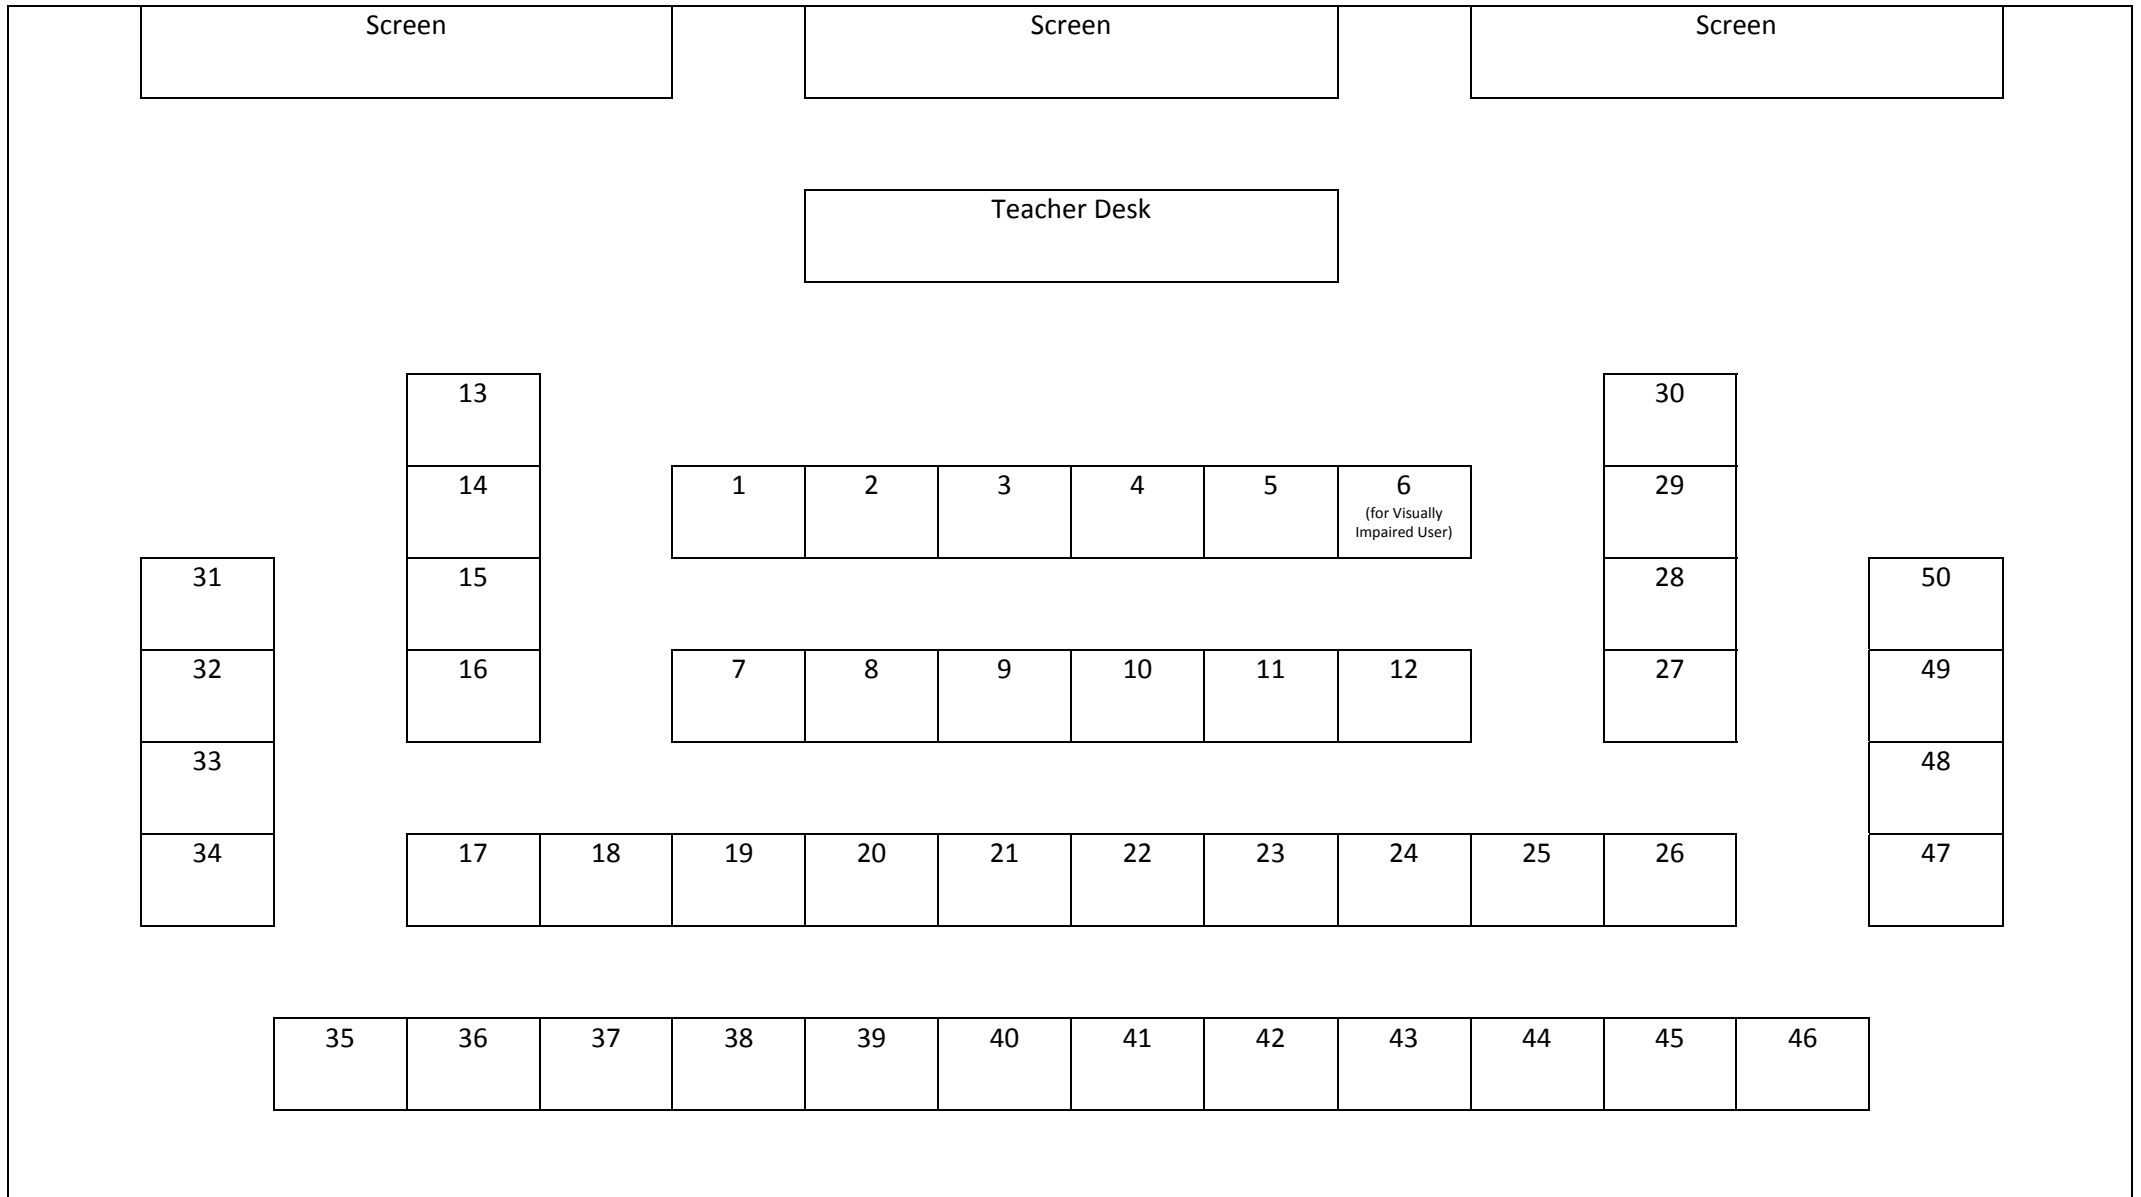 Screen Screen Screen
Teacher Desk
13 30
14 1 2 3 4 5 6 29
(for Visually
Impaired User)
31 15 28 50
32 16 7 8 9 10 11 12 27 49
33 48
34 17 18 19 20 21 22 23 24 25 26 47
35 36 37 38 39 40 41 42 43 44 45 46